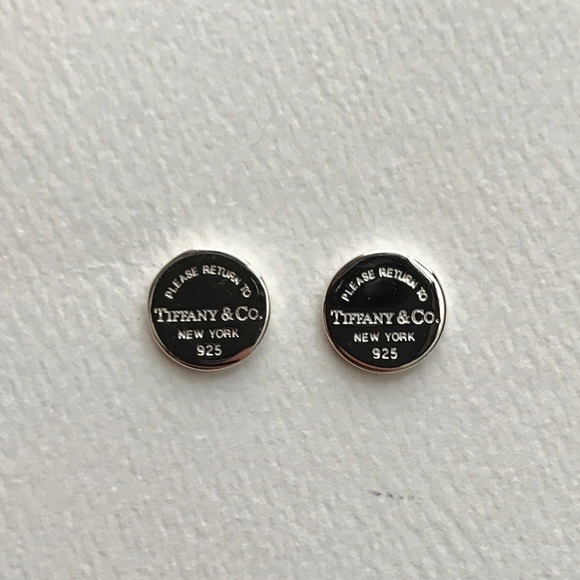 PLEASE RETURN TO
TIFFANY & CO.
NEW YORK
925
PLEASE RETURN TO
TIFFANY & CO.
NEW YORK
925